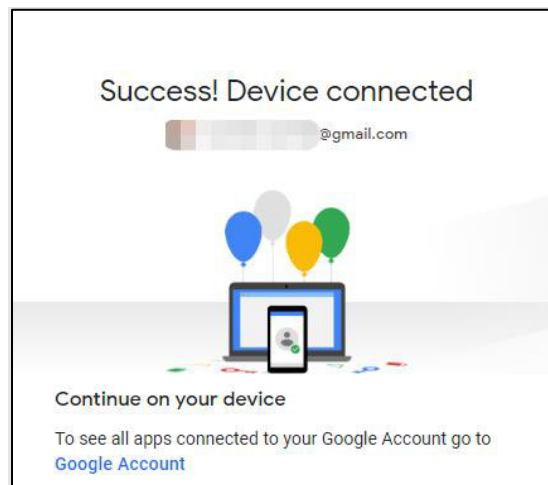 Success! Device connected
@gmail.com
Continue on your device
To see all apps connected to your Google Account go to
Google Account